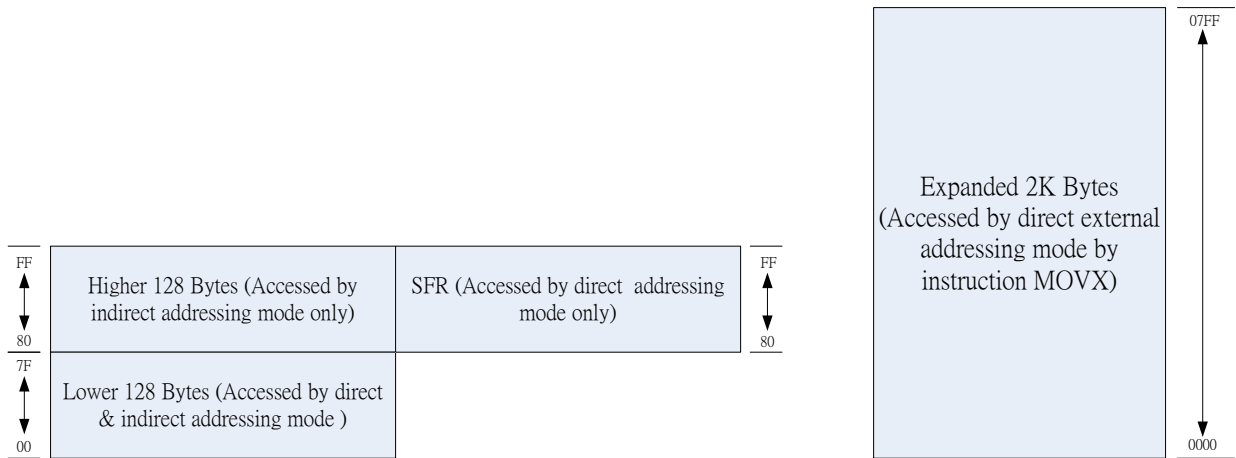 07FF
Expanded 2K Bytes
(Accessed by direct external
addressing mode by
instruction MOVX)
0000
FF
80
7F
00
Higher 128 Bytes (Accessed by
indirect addressing mode only)
SFR (Accessed by direct addressing
mode only)
FF
80
Lower 128 Bytes (Accessed by direct
& indirect addressing mode )